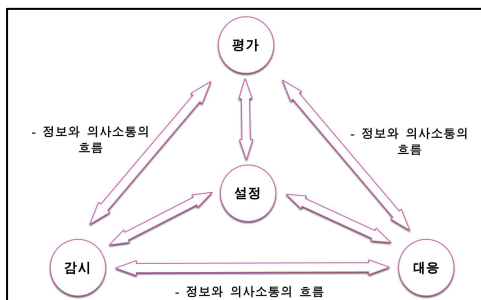 평가
- 정보와 의사소통의
흐름
- 정보와 의사소통의
흐름
설정
감시
대응
- 정보와 의사소통의 흐름